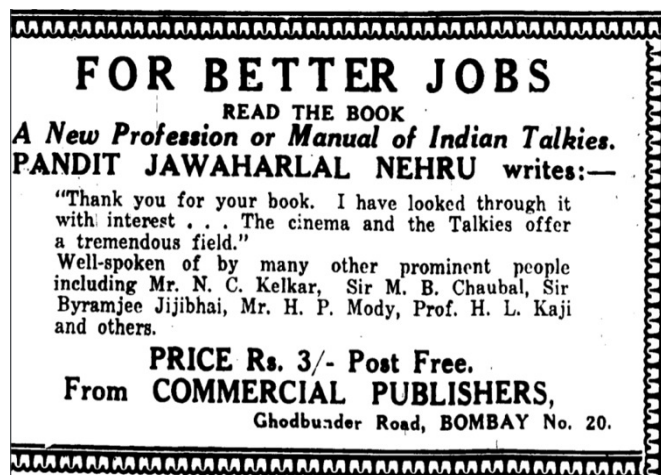 FOR BETTER JOBS
READ THE BOOK
A New Profession or Manual of Indian Talkies.
PANDIT JAWAHARLAL NEHRU writes:—
"Thank you for your book. I have looked through it
with interest . . . The cinema and the Talkies offer
a tremendous field."
Well-spoken of by many other prominent people
including Mr. N. C. Kelkar, Sir M. B. Chaubal, Sir
Byramjee Jijibhai, Mr. H. P. Mody, Prof. H. L. Kaji
and others.
PRICE Rs. 3/- Post Free.
From COMMERCIAL PUBLISHERS,
Ghodbunder Road, BOMBAY No. 20.